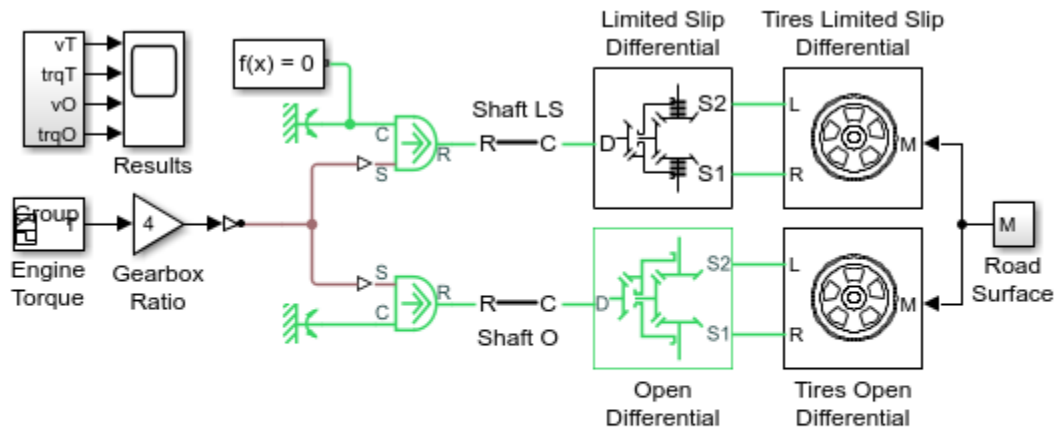 vT
trqT
vO
trqO
Results
f(x) = 0
C
S
R
Shaft LS
R
C
Limited Slip
Differential
D
S2
S1
Tires Limited Slip
Differential
L
R
M
Group
T
Engine
Torque
4
Gearbox
Ratio
S
C
R
R
C
Shaft O
D
S2
S1
Open
Differential
L
R
M
Tires Open
Differential
M
Road
Surface